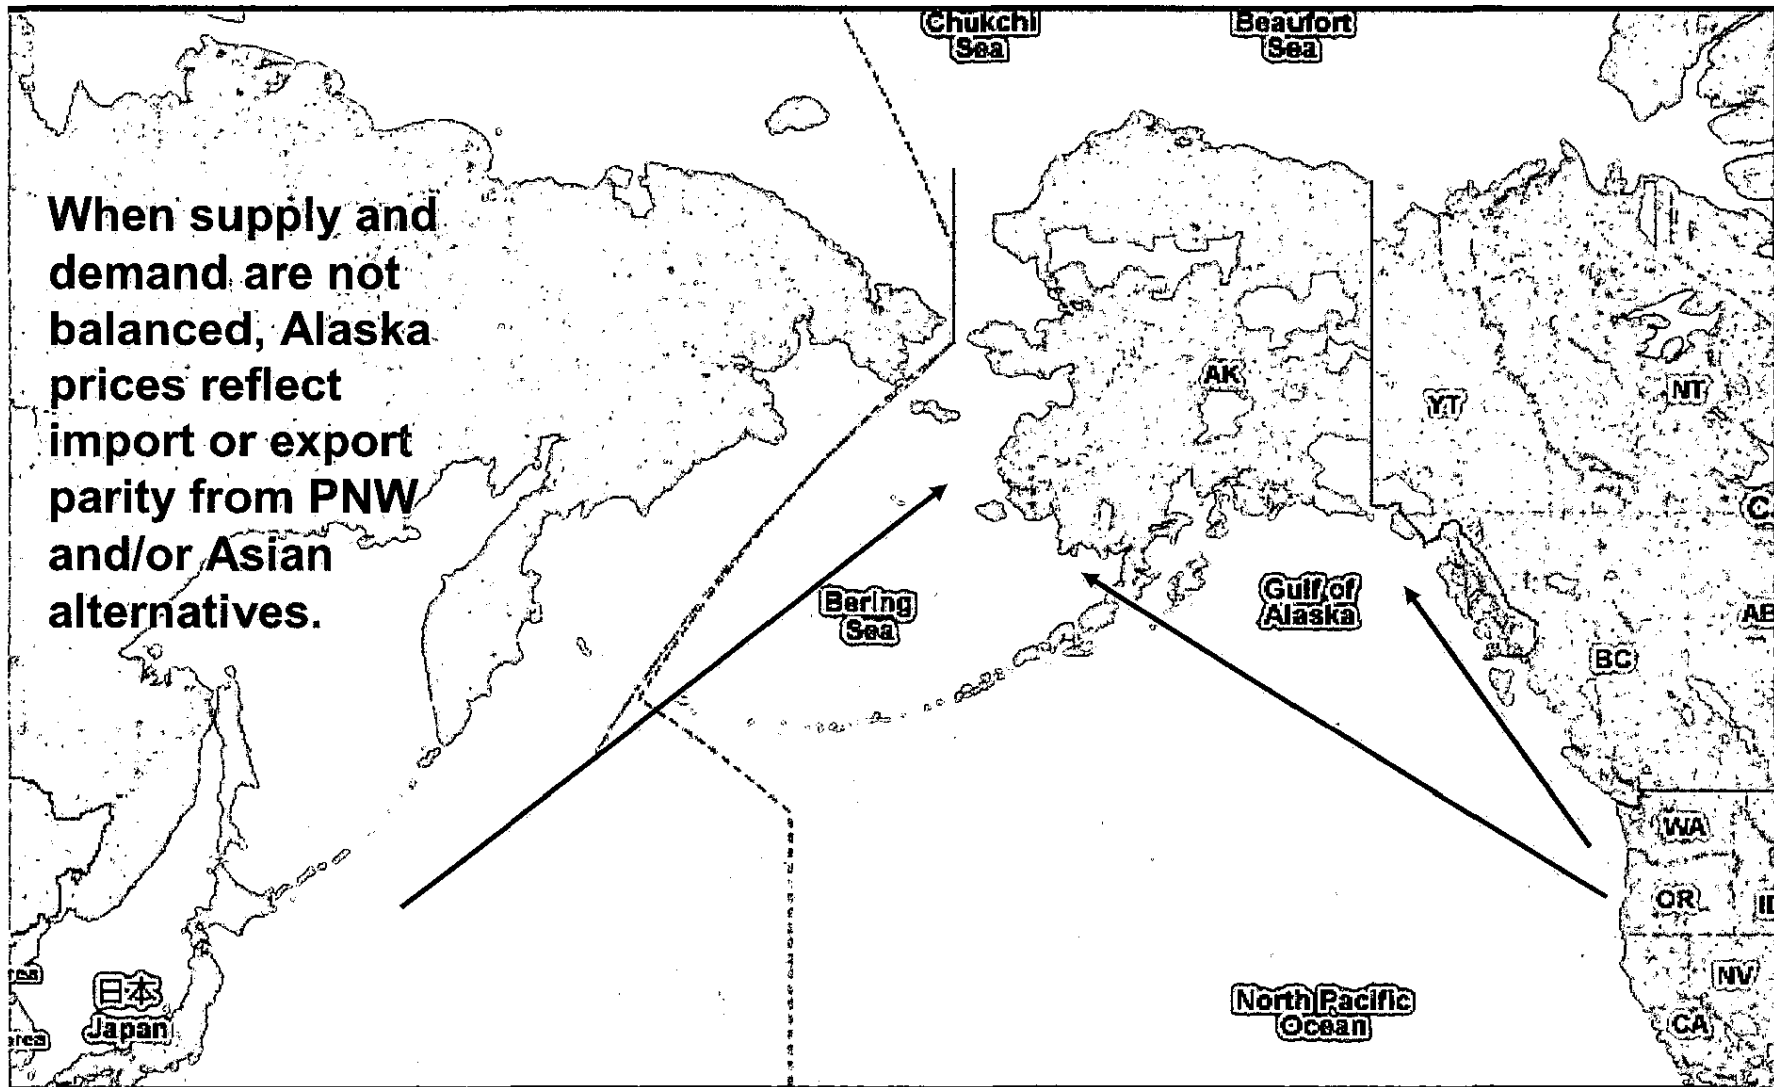 Chukchi
Sea
Beaufort
Sea
When supply and
demand are not
balanced, Alaska
prices reflect
import or export
parity from PNW
and/or Asian
alternatives.
AK
YT
NT
Bering
Sea
Gulf of
Alaska
AB
BC
WA
OR
ID
NV
CA
日本
Japan
North Pacific
Ocean